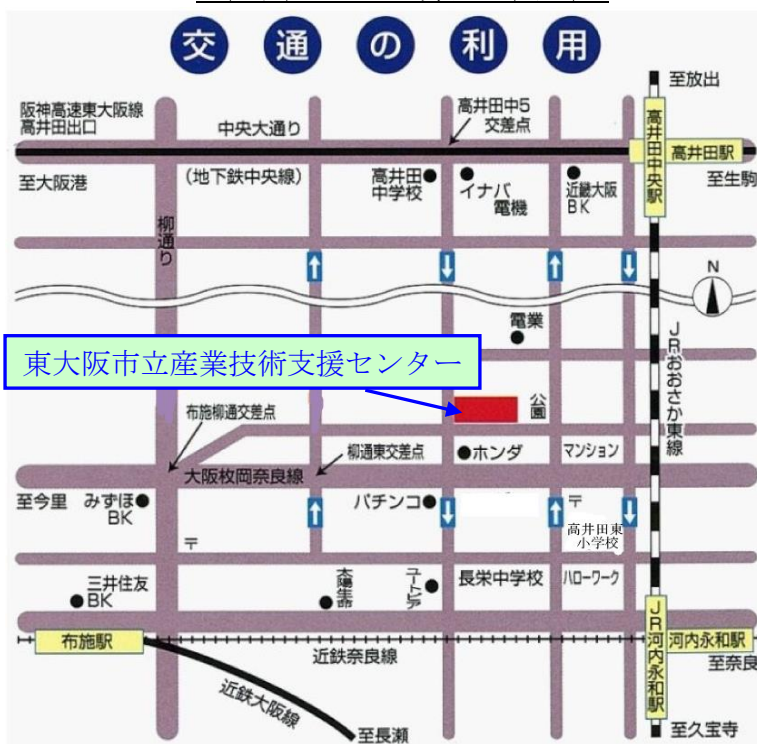 交通の利用
至放出
阪神高速東大阪線
高井田出口
中央大通り
高井田中5
交差点
高井田中央駅
高井田駅
至大阪港
(地下鉄中央線)
高井田
中学校
イナバ
電機
近畿大阪
BK
至生駒
柳通り
N
電業
JRおおさか東線
東大阪市立産業技術支援センター
公園
布施柳通交差点
柳通東交差点
ホンダ
マンション
大阪枚岡奈良線
至今里
みずほ
BK
パチンコ
〒
高井田東
小学校
〒
三井住友
BK
太陽生命
ユートピア
長栄中学校
ハローワーク
布施駅
近鉄奈良線
JR河内永和駅
河内永和駅
至奈良
近鉄大阪線
至長瀬
至久宝寺